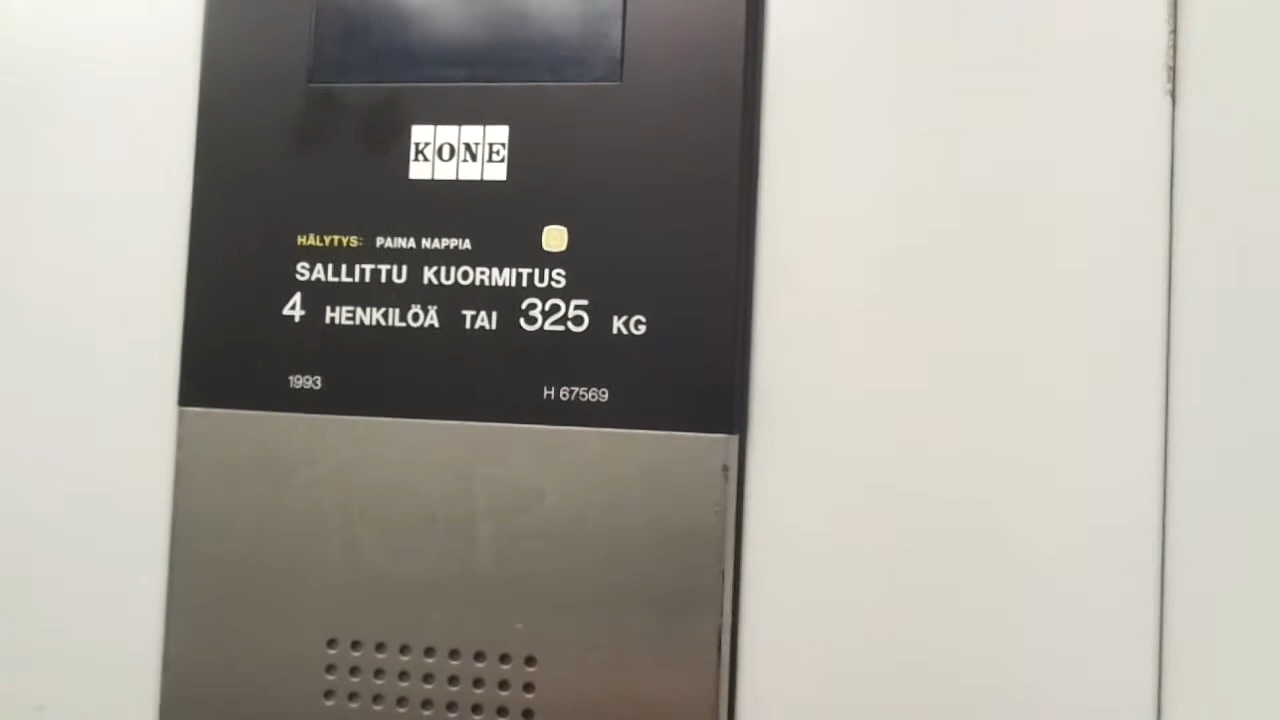 KONE
HÄLYTYS: PAINA NAPPIA
SALLITTU KUORMITUS
4 HENKILÖÄ TAI 325 KG
1993 H 67569